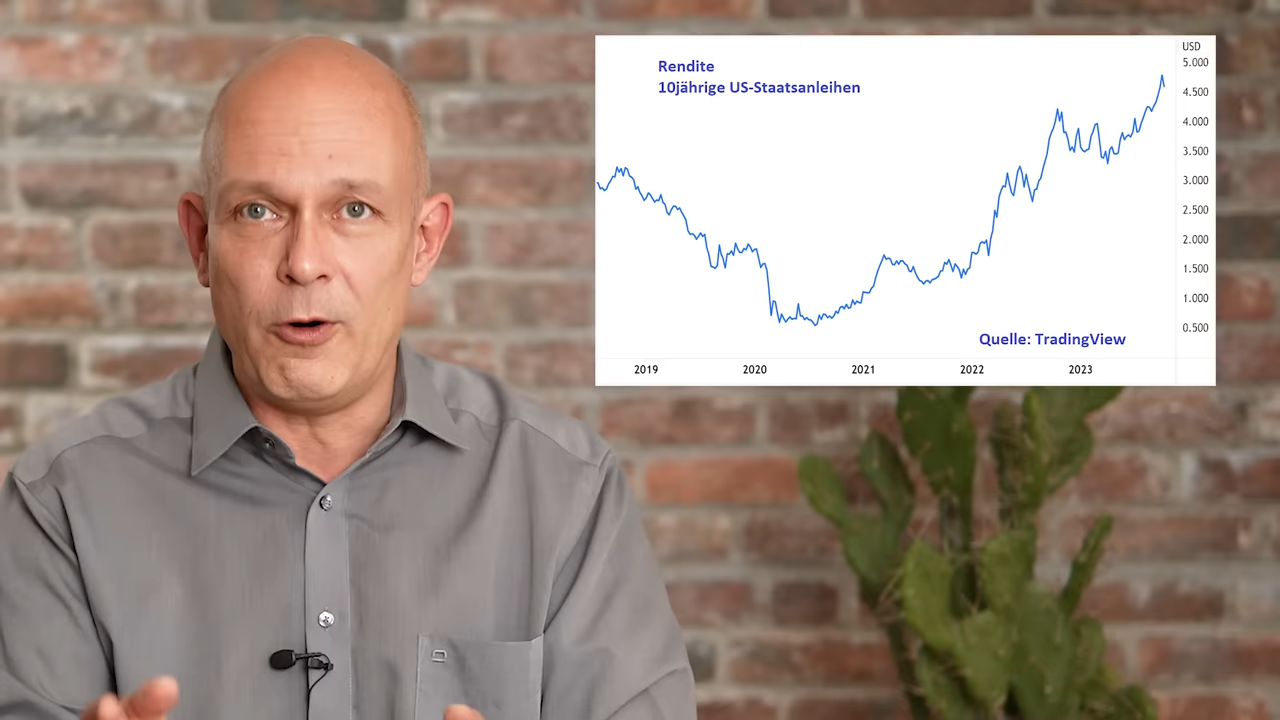 Rendite
10jährige US-Staatsanleihen
USD
5.000
4.500
4.000
3.500
3.000
2.500
2.000
1.500
1.000
0.500
Quelle: TradingView
2019 2020 2021 2022 2023